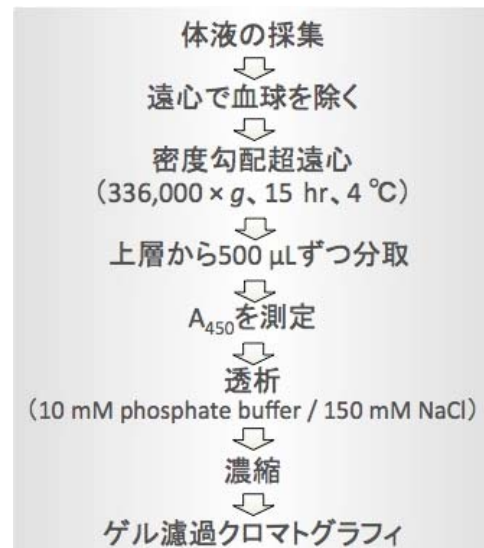 体液の採集
遠心で血球を除く
密度勾配超遠心
（336,000 × g、15 hr、4 ℃）
上層から500 μLずつ分取
A450を測定
透析
（10 mM phosphate buffer / 150 mM NaCl）
濃縮
ゲル濾過クロマトグラフィ